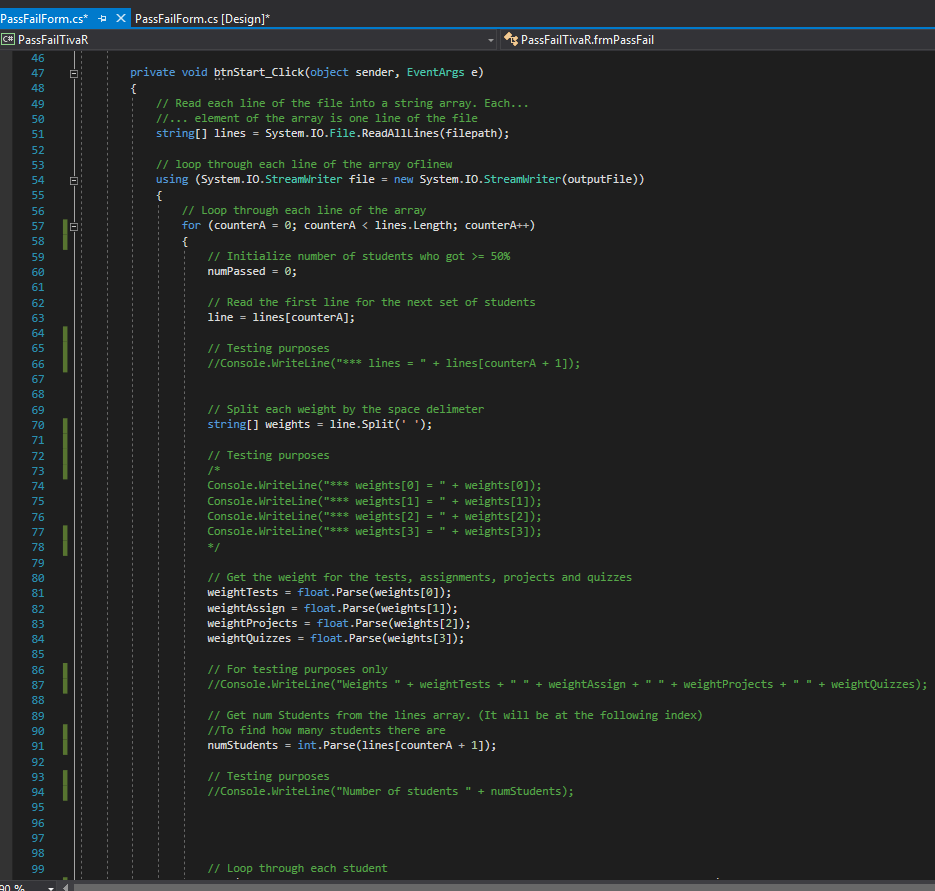 PassFailForm.cs* PassFailForm.cs [Design]*
C# PassFailTivaR PassFailTivaR.frmPassFail
46
47 private void btnStart_Click(object sender, EventArgs e)
48 {
49 // Read each line of the file into a string array. Each...
50 //... element of the array is one line of the file
51 string[] lines = System.IO.File.ReadAllLines(filepath);
52
53 // loop through each line of the array oflinew
54 using (System.IO.StreamWriter file = new System.IO.StreamWriter(outputFile))
55 {
56 // Loop through each line of the array
57 for (counterA = 0; counterA < lines.Length; counterA++)
58 {
59 // Initialize number of students who got >= 50%
60 numPassed = 0;
61
62 // Read the first line for the next set of students
63 line = lines[counterA];
64
65 // Testing purposes
66 //Console.WriteLine("*** lines = " + lines[counterA + 1]);
67
68
69 // Split each weight by the space delimeter
70 string[] weights = line.Split(' ');
71
72 // Testing purposes
73 /*
74 Console.WriteLine("*** weights[0] = " + weights[0]);
75 Console.WriteLine("*** weights[1] = " + weights[1]);
76 Console.WriteLine("*** weights[2] = " + weights[2]);
77 Console.WriteLine("*** weights[3] = " + weights[3]);
78 */
79
80 // Get the weight for the tests, assignments, projects and quizzes
81 weightTests = float.Parse(weights[0]);
82 weightAssign = float.Parse(weights[1]);
83 weightProjects = float.Parse(weights[2]);
84 weightQuizzes = float.Parse(weights[3]);
85
86 // For testing purposes only
87 //Console.WriteLine("Weights " + weightTests + " " + weightAssign + " " + weightProjects + " " + weightQuizzes);
88
89 // Get num Students from the lines array. (It will be at the following index)
90 //To find how many students there are
91 numStudents = int.Parse(lines[counterA + 1]);
92
93 // Testing purposes
94 //Console.WriteLine("Number of students " + numStudents);
95
96
97
98
99 // Loop through each student
90 %